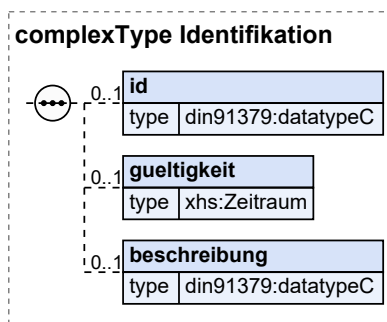 complexType Identifikation
0..1 id
type din91379:datatypeC
0..1 gueltigkeit
type xhs:Zeitraum
0..1 beschreibung
type din91379:datatypeC